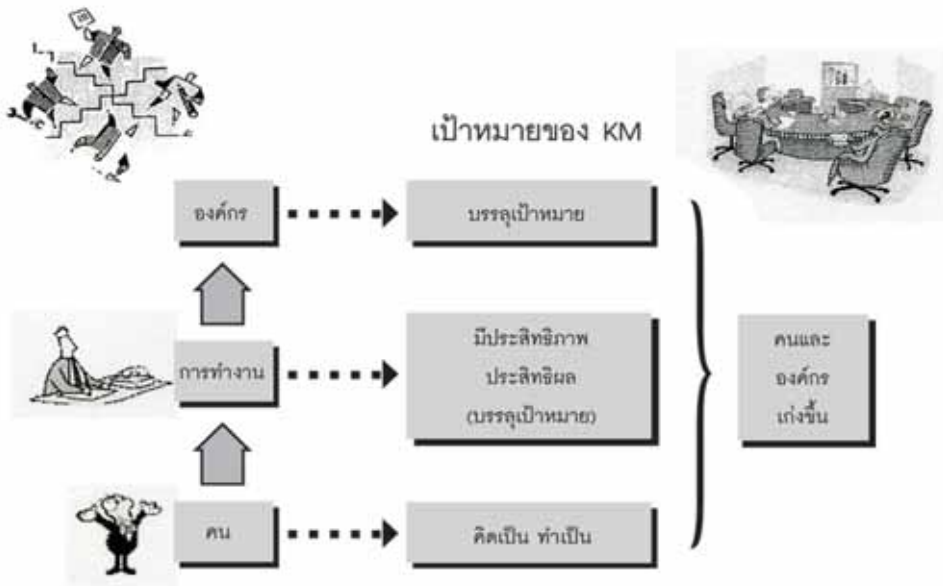 เป้าหมายของ KM
องค์กร
บรรลุเป้าหมาย
การทำงาน
มีประสิทธิภาพ
ประสิทธิผล
(บรรลุเป้าหมาย)
คนและ
องค์กร
เก่งขึ้น
คน
คิดเป็น ทำเป็น